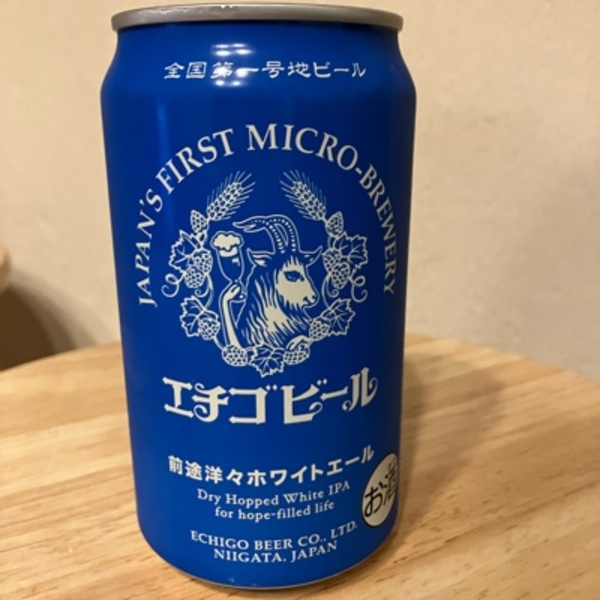 全国第一号地ビール
JAPAN'S FIRST MICRO-BREWERY
エチゴビール
前途洋々ホワイトエール
Dry Hopped White IPA
for hope-filled life
お酒
ECHIGO BEER CO., LTD.
NIIGATA, JAPAN